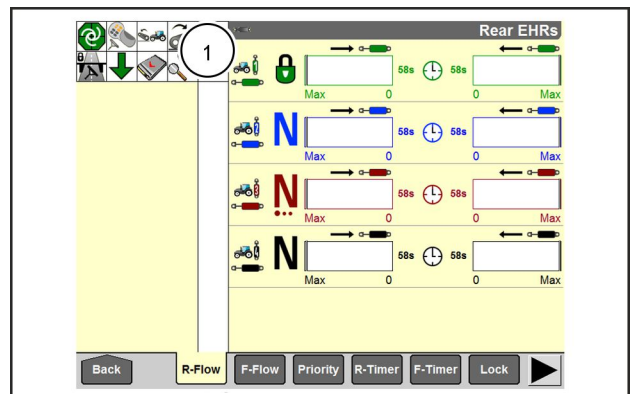 1
Rear EHRs
58s 58s
Max 0 0 Max
N 58s 58s
Max 0 0 Max
N 58s 58s
Max 0 0 Max
N 58s 58s
Max 0 0 Max
Back R-Flow F-Flow Priority R-Timer F-Timer Lock